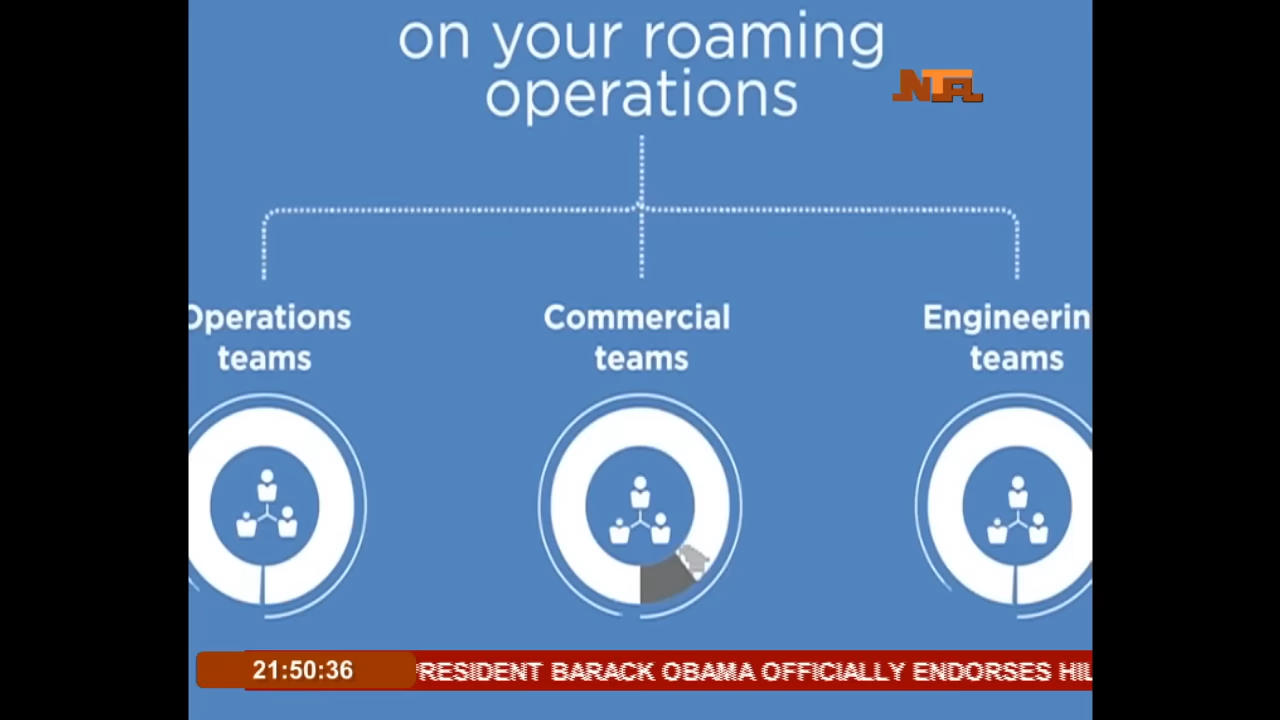 on your roaming
operations
NTA
Operations
teams
Commercial
teams
Engineerin
teams
21:50:36
PRESIDENT BARACK OBAMA OFFICIALLY ENDORSES HIL